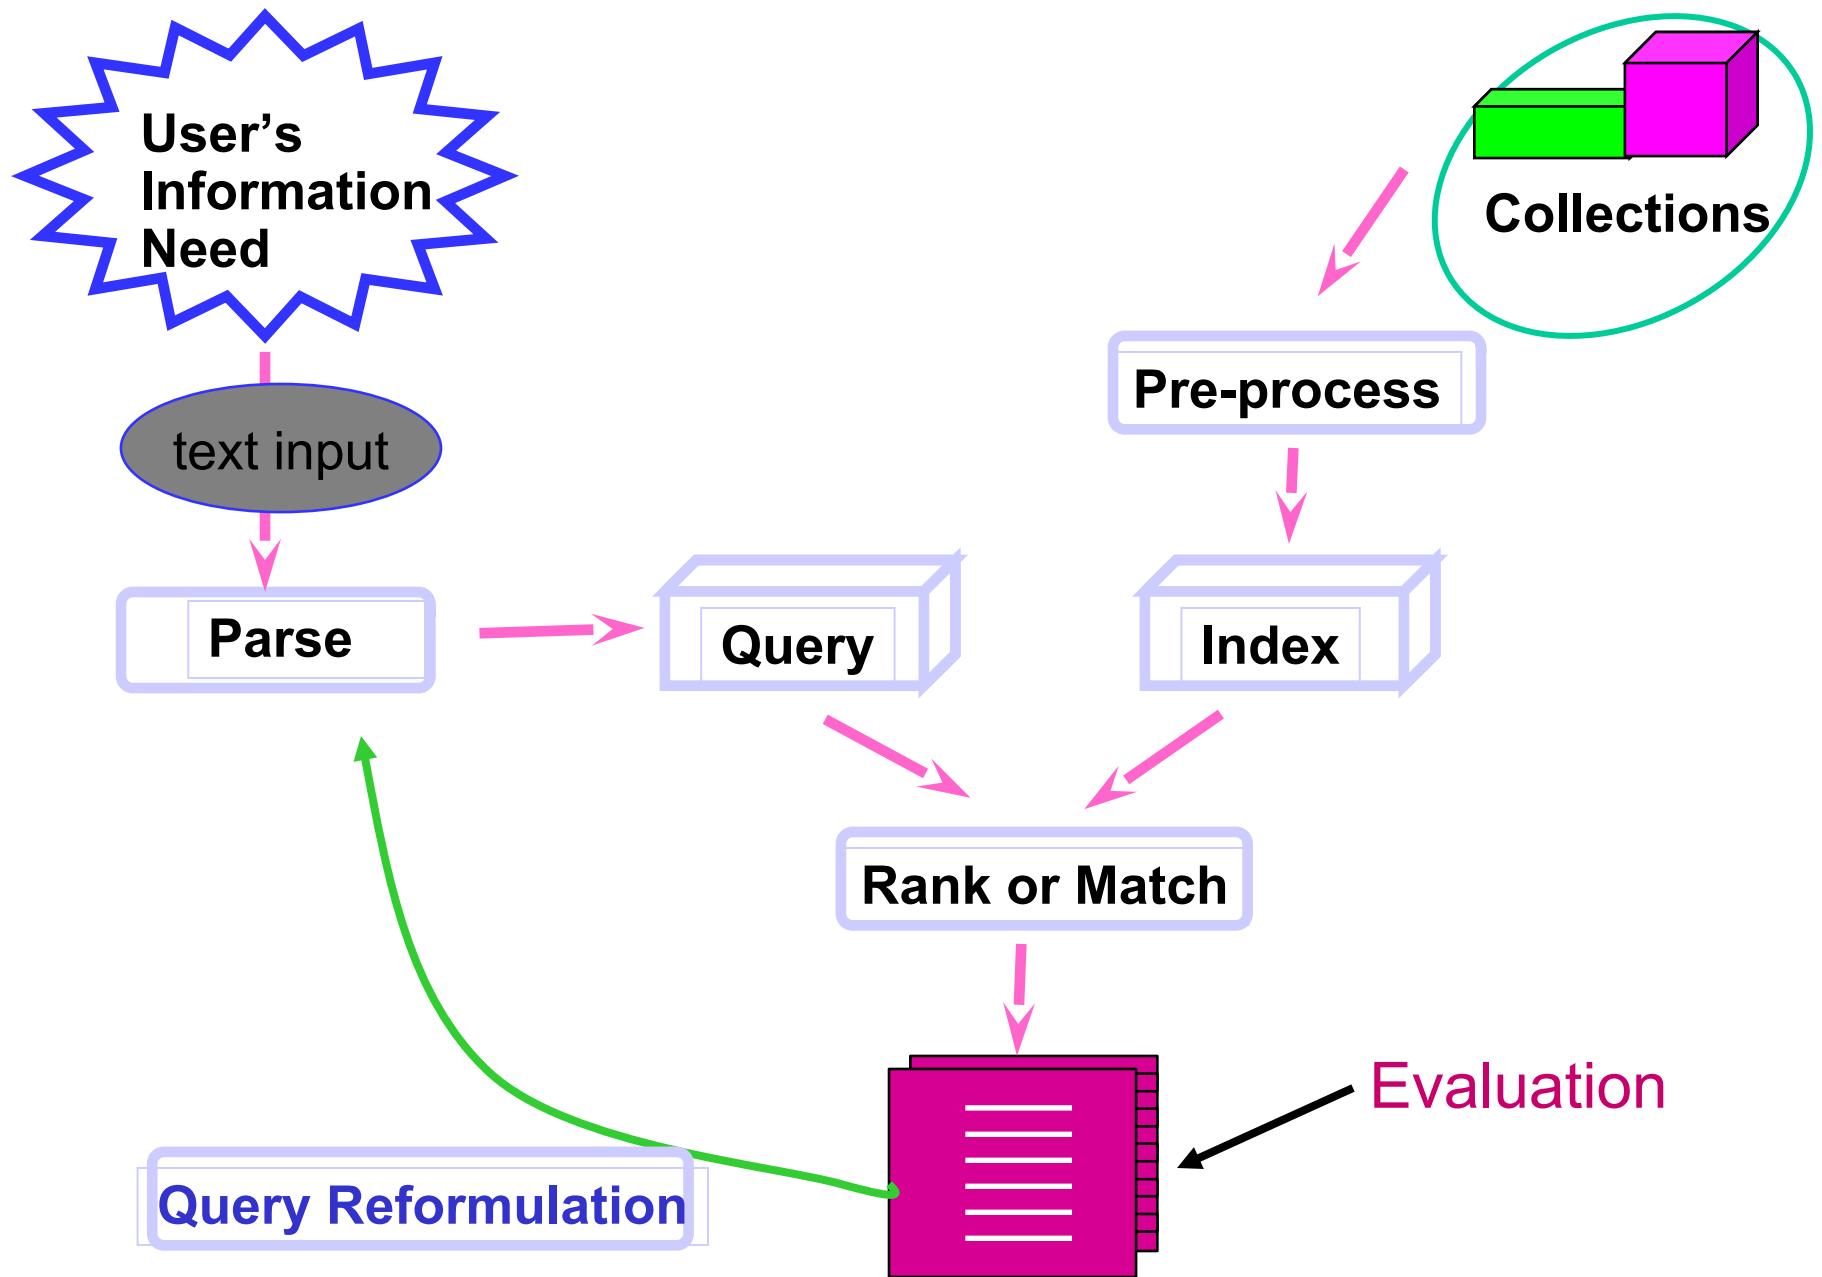 User’s
Information
Need
Collections
Pre-process
text input
Parse
Query
Index
Rank or Match
Evaluation
Query Reformulation